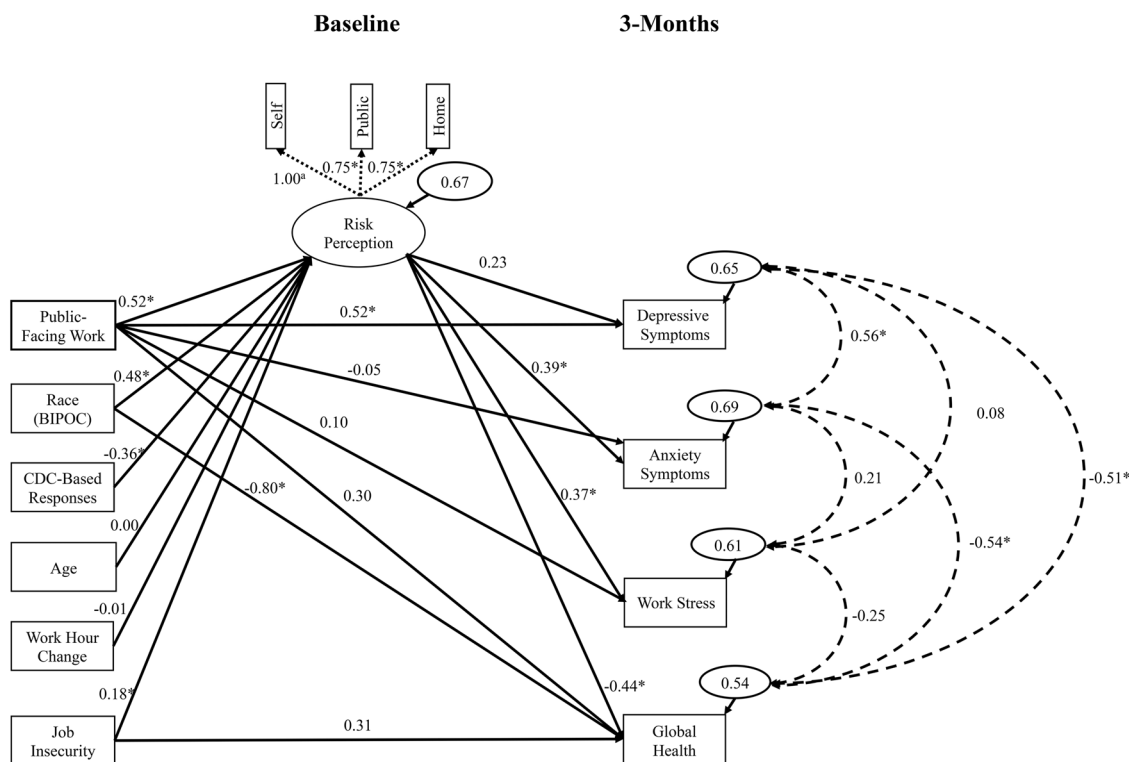 Baseline
3-Months
Self
Public
Home
1.00ᵃ
0.75*
0.75*
0.67
Risk
Perception
0.23
0.65
0.52*
Public-
Facing Work
0.52*
Depressive
Symptoms
0.56*
0.39*
-0.05
0.48*
Race
(BIPOC)
0.69
0.08
0.10
Anxiety
Symptoms
-0.36*
CDC-Based
Responses
-0.80*
0.30
0.37*
0.21
-0.51*
0.00
0.61
-0.54*
Age
Work Stress
-0.01
-0.25
Work Hour
Change
0.54
0.18*
-0.44*
Job
Insecurity
0.31
Global
Health